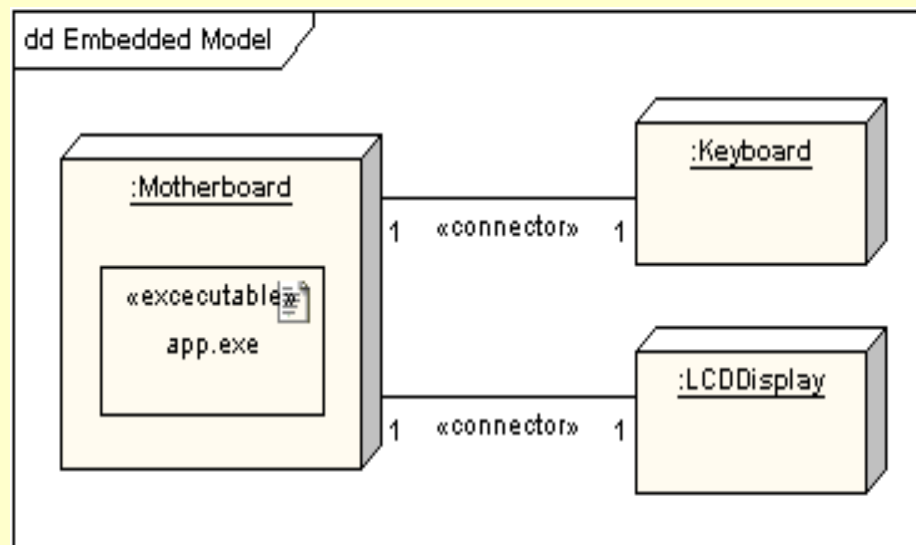 dd Embedded Model
:Motherboard
«excecutable»
app.exe
1 «connector» 1
:Keyboard
1 «connector» 1
:LCDDisplay